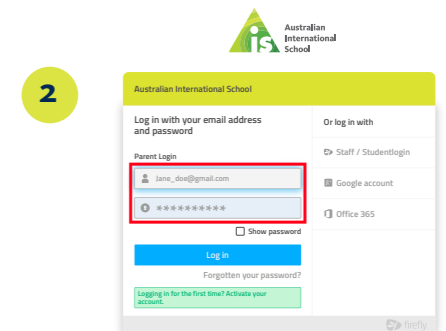 Australian
International
School
is
2
Australian International School
Log in with your email address
and password
Parent Login
Jane_doe@gmail.com
**********
Show password
Log in
Forgotten your password?
Logging in for the first time? Activate your
account.
Or log in with
Staff / Studentlogin
Google account
Office 365
firefly